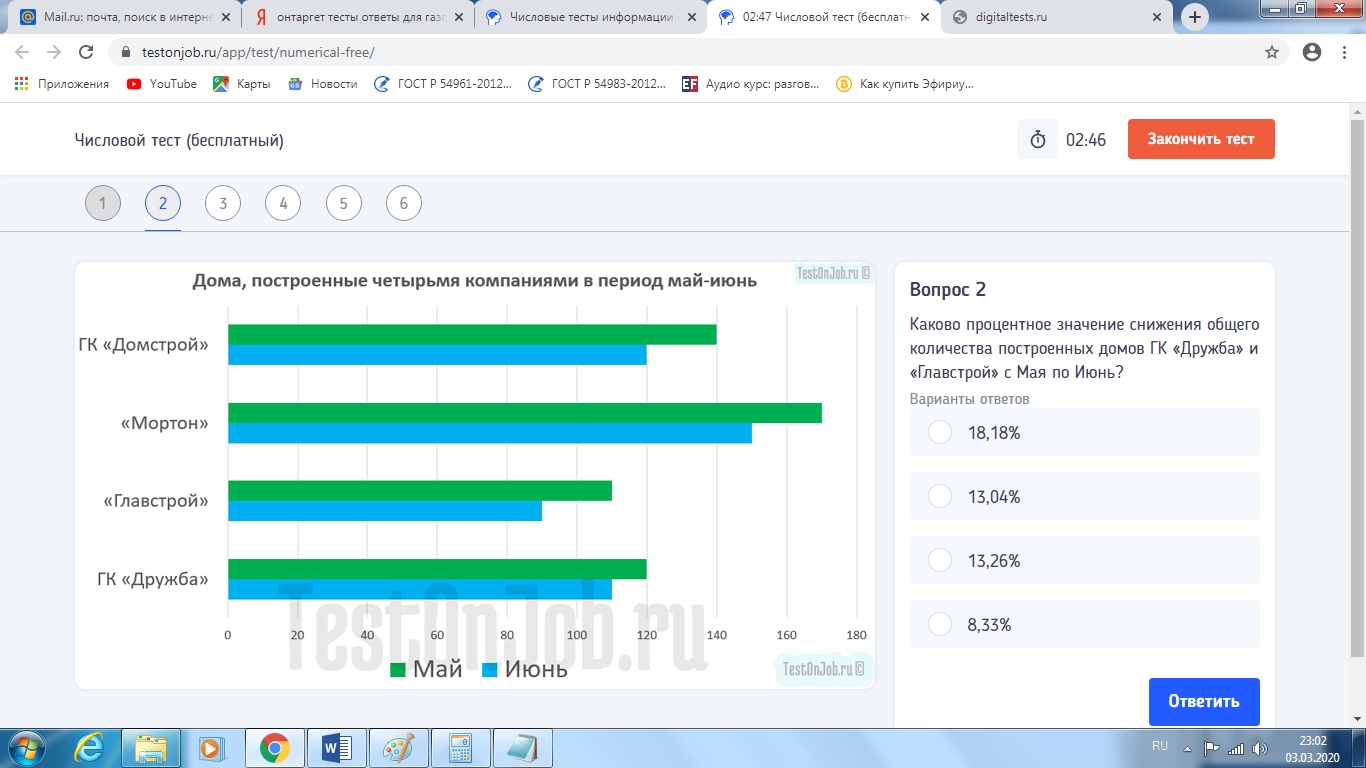 Mail.ru: почта, поиск в интерне
онтаргет тесты ответы для газп
Числовые тесты информации
02:47 Числовой тест (бесплатн
digitaltests.ru
testonjob.ru/app/test/numerical-free/
Приложения
YouTube
Карты
Новости
ГОСТ Р 54961-2012...
ГОСТ Р 54983-2012...
Аудио курс: разгов...
Как купить Эфириу...
Числовой тест (бесплатный)
02:46
Закончить тест
1 2 3 4 5 6
Дома, построенные четырьмя компаниями в период май-июнь
TestOnJob.ru ©
ГК «Домстрой»
«Мортон»
«Главстрой»
ГК «Дружба»
0 20 40 60 80 100 120 140 160 180
Май Июнь
TestOnJob.ru
TestOnJob.ru ©
Вопрос 2
Каково процентное значение снижения общего
количества построенных домов ГК «Дружба» и
«Главстрой» с Мая по Июнь?
Варианты ответов
18,18%
13,04%
13,26%
8,33%
Ответить
RU
23:02
03.03.2020